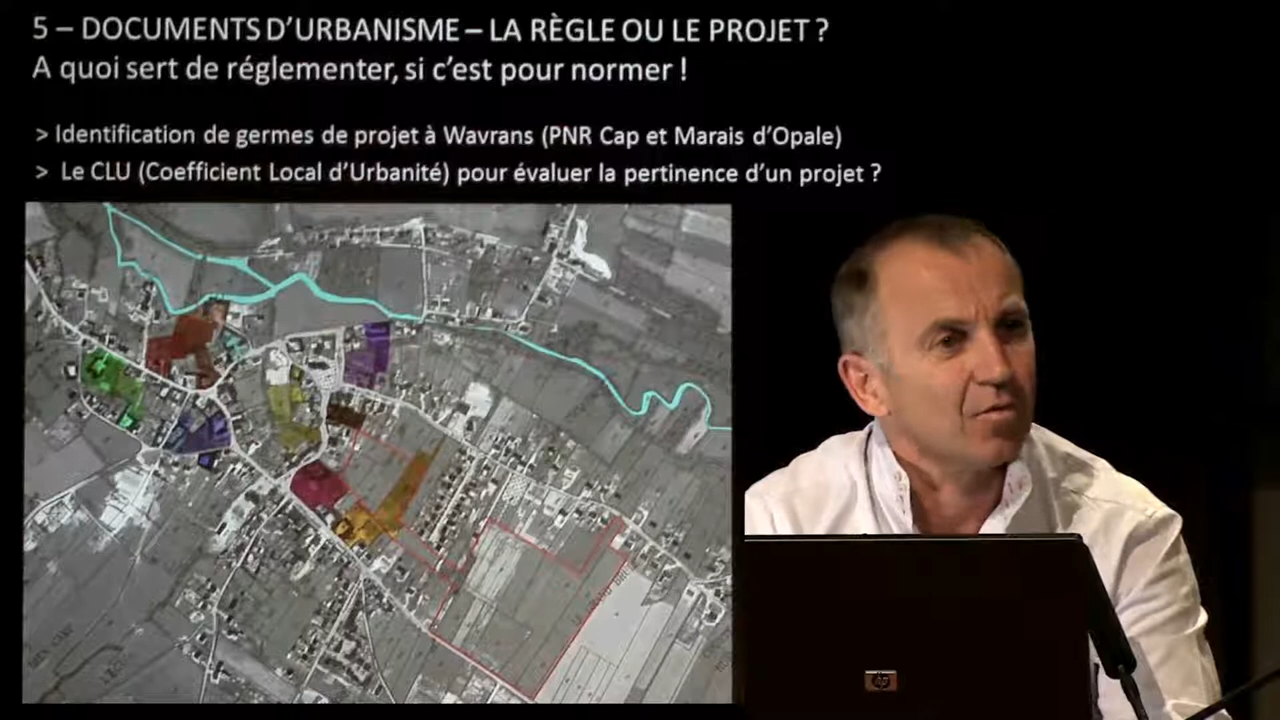 5 – DOCUMENTS D'URBANISME – LA RÈGLE OU LE PROJET ?
A quoi sert de réglementer, si c'est pour normer !
> Identification de germes de projet à Wavrans (PNR Cap et Marais d'Opale)
> Le CLU (Coefficient Local d'Urbanité) pour évaluer la pertinence d'un projet ?
hp